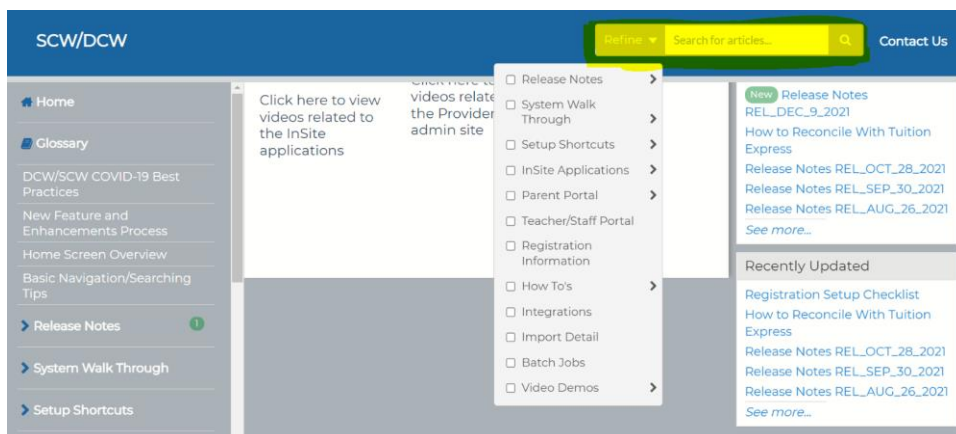 SCW/DCW
Refine
Search for articles...
Contact Us
Home
Glossary
DCW/SCW COVID-19 Best
Practices
New Feature and
Enhancements Process
Home Screen Overview
Basic Navigation/Searching
Tips
Release Notes 1
System Walk Through
Setup Shortcuts
Click here to view
videos related to
the InSite
applications
Click here to
videos relate
the Provider
admin site
Release Notes
System Walk
Through
Setup Shortcuts
InSite Applications
Parent Portal
Teacher/Staff Portal
Registration
Information
How To's
Integrations
Import Detail
Batch Jobs
Video Demos
New Release Notes
REL_DEC_9_2021
How to Reconcile With Tuition
Express
Release Notes REL_OCT_28_2021
Release Notes REL_SEP_30_2021
Release Notes REL_AUG_26_2021
See more...
Recently Updated
Registration Setup Checklist
How to Reconcile With Tuition
Express
Release Notes REL_OCT_28_2021
Release Notes REL_SEP_30_2021
Release Notes REL_AUG_26_2021
See more...